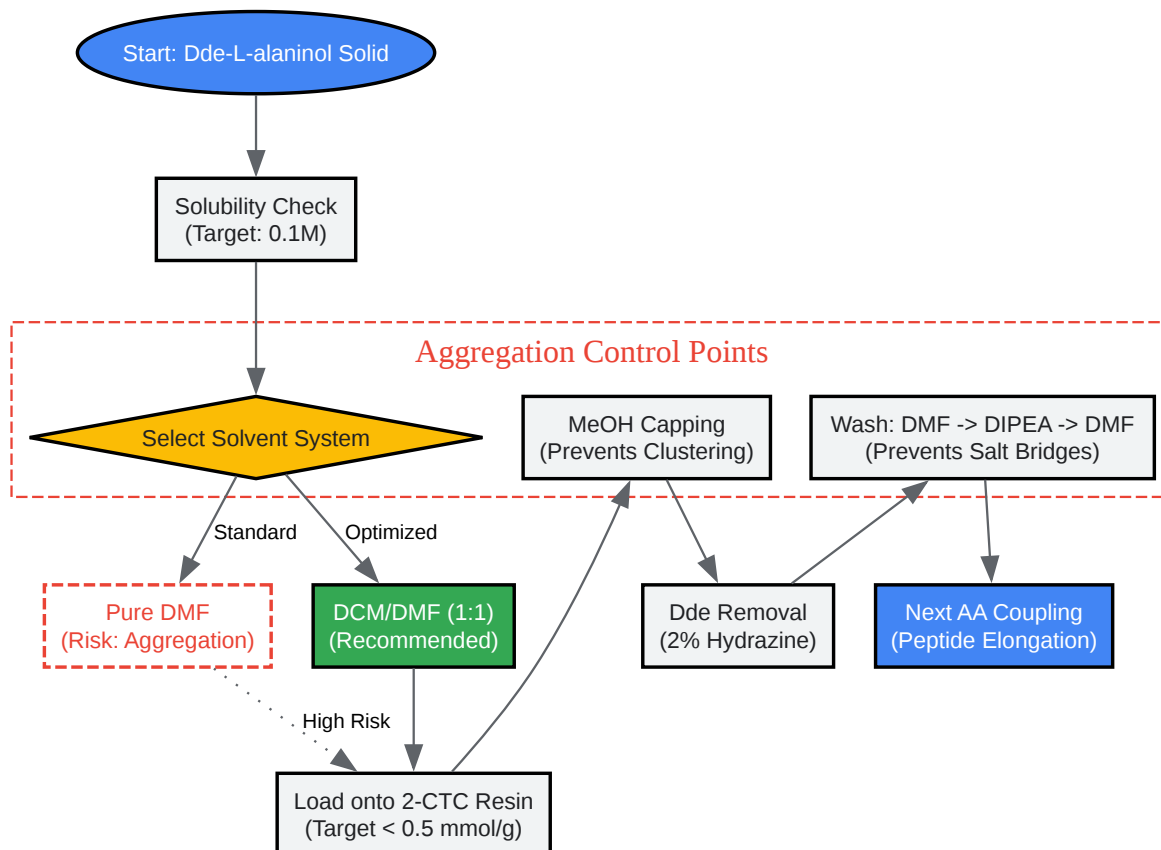 Start: Dde-L-alaninol Solid
Solubility Check
(Target: 0.1M)
Aggregation Control Points
Select Solvent System
MeOH Capping
(Prevents Clustering)
Wash: DMF -> DIPEA -> DMF
(Prevents Salt Bridges)
Standard
Optimized
Pure DMF
(Risk: Aggregation)
DCM/DMF (1:1)
(Recommended)
Dde Removal
(2% Hydrazine)
Next AA Coupling
(Peptide Elongation)
High Risk
Load onto 2-CTC Resin
(Target < 0.5 mmol/g)